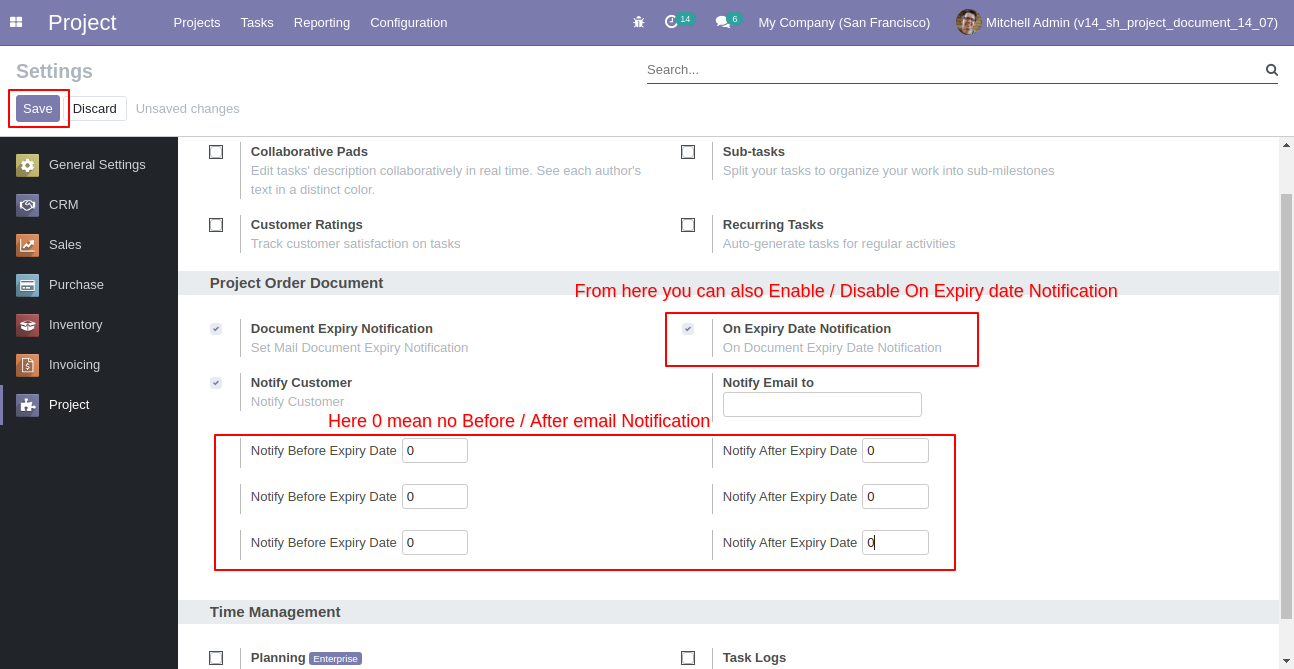 Project
Projects
Tasks
Reporting
Configuration
14
6
My Company (San Francisco)
Mitchell Admin (v14_sh_project_document_14_07)
Settings
Search...
Save
Discard
Unsaved changes
General Settings
CRM
Sales
Purchase
Inventory
Invoicing
Project
Collaborative Pads
Edit tasks' description collaboratively in real time. See each author's
text in a distinct color.
Sub-tasks
Split your tasks to organize your work into sub-milestones
Customer Ratings
Track customer satisfaction on tasks
Recurring Tasks
Auto-generate tasks for regular activities
Project Order Document
From here you can also Enable / Disable On Expiry date Notification
Document Expiry Notification
Set Mail Document Expiry Notification
On Expiry Date Notification
On Document Expiry Date Notification
Notify Customer
Notify Customer
Notify Email to
Here 0 mean no Before / After email Notification
Notify Before Expiry Date 0
Notify After Expiry Date 0
Notify Before Expiry Date 0
Notify After Expiry Date 0
Notify Before Expiry Date 0
Notify After Expiry Date 0
Time Management
Planning Enterprise
Task Logs